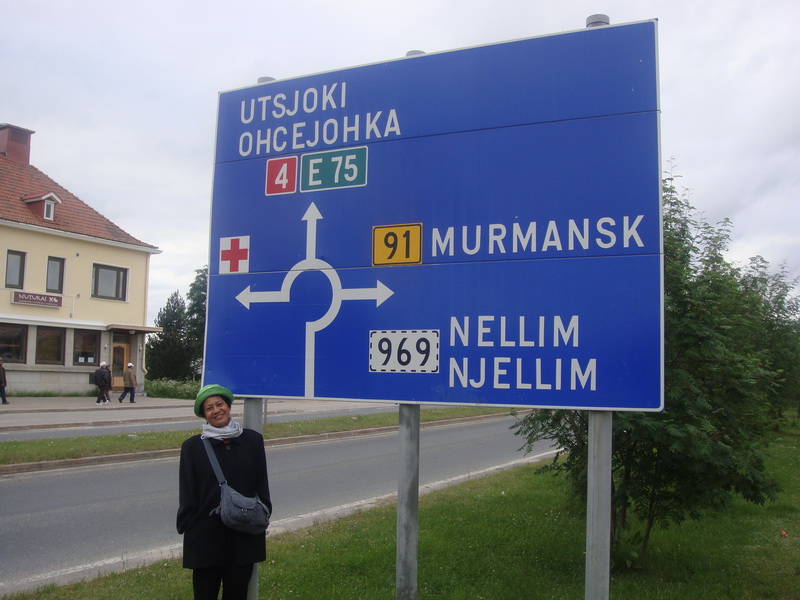 UTSJOKI
OHCEJOHKA
4 E 75
91 MURMANSK
969 NELLIM
NJELLIM